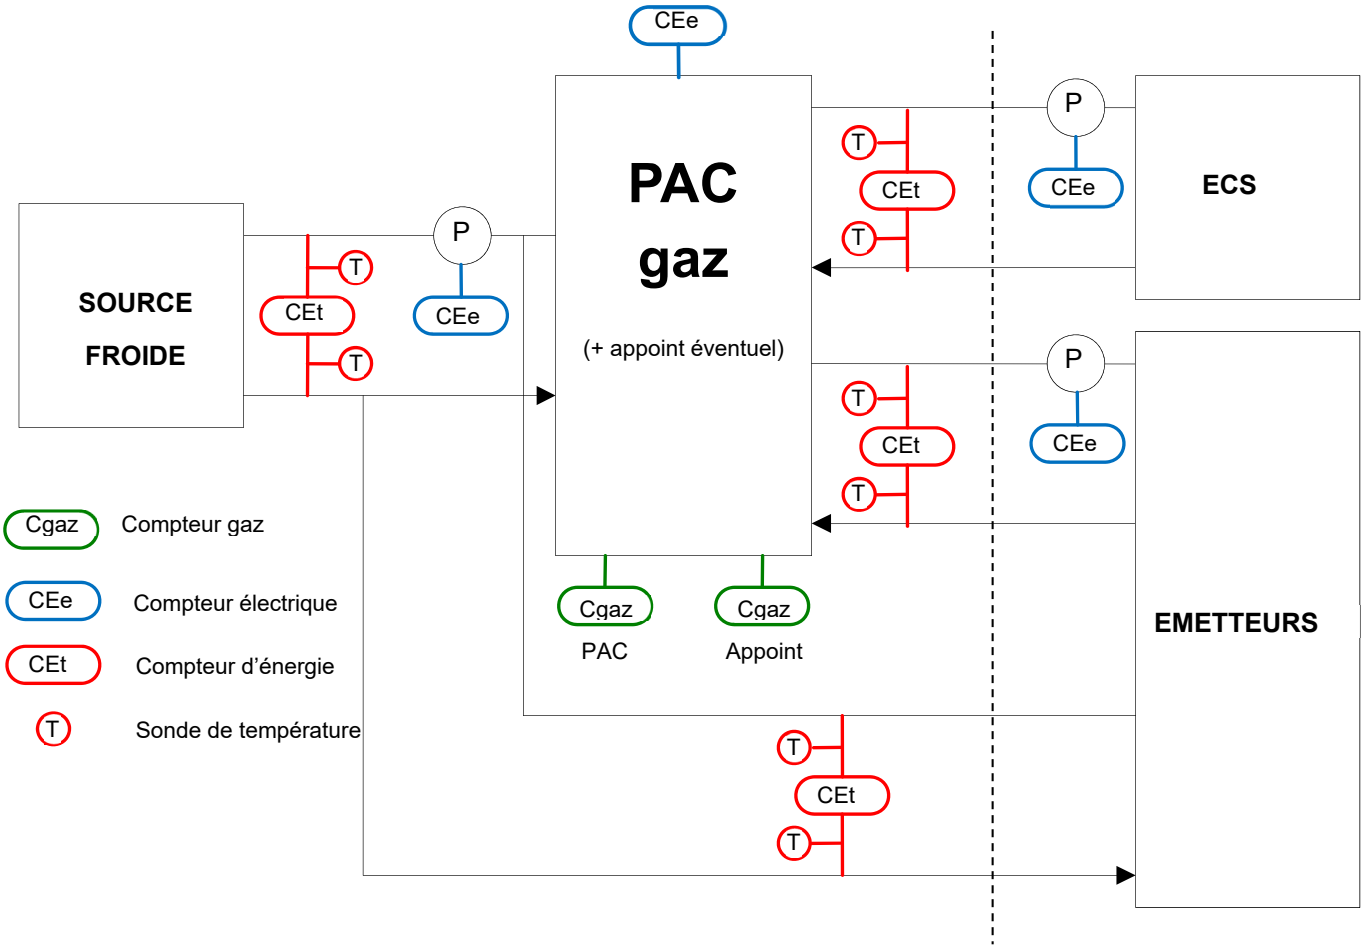 CEe
PAC
gaz
(+ appoint éventuel)
T
CEt
T
P
CEe
ECS
SOURCE
FROIDE
T
CEt
T
P
CEe
T
CEt
T
P
CEe
EMETTEURS
Cgaz
PAC
Cgaz
Appoint
Cgaz Compteur gaz
CEe Compteur électrique
CEt Compteur d’énergie
T Sonde de température
T
CEt
T